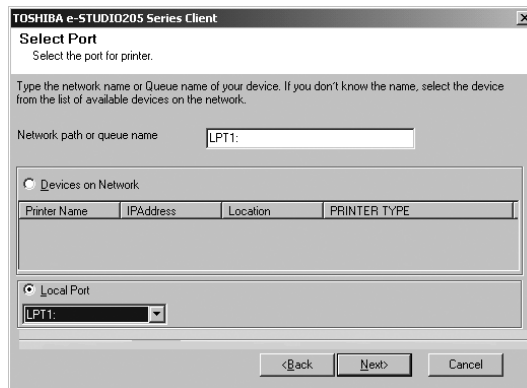 TOSHIBA e-STUDIO205 Series Client
Select Port
Select the port for printer.
Type the network name or Queue name of your device. If you don't know the name, select the device
from the list of available devices on the network.
Network path or queue name
LPT1:
Devices on Network
Printer Name IPAddress Location PRINTER TYPE
Local Port
LPT1:
<Back Next> Cancel